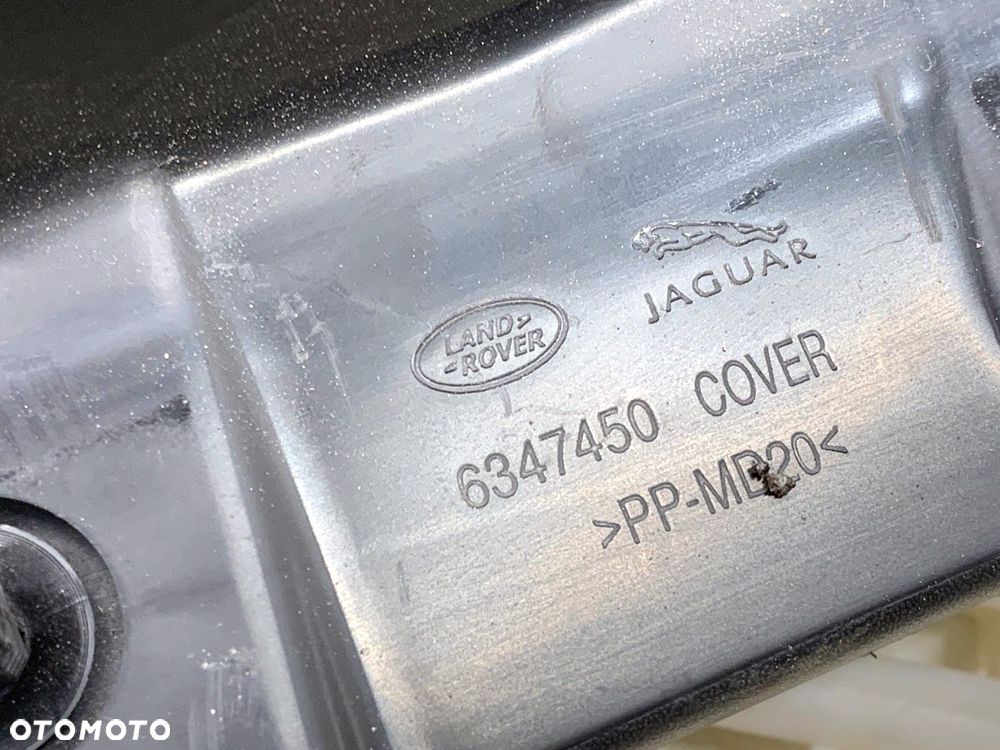 JAGUAR
LAND>
<ROVER
6347450 COVER
>PP-MD20<
OTOMOTO